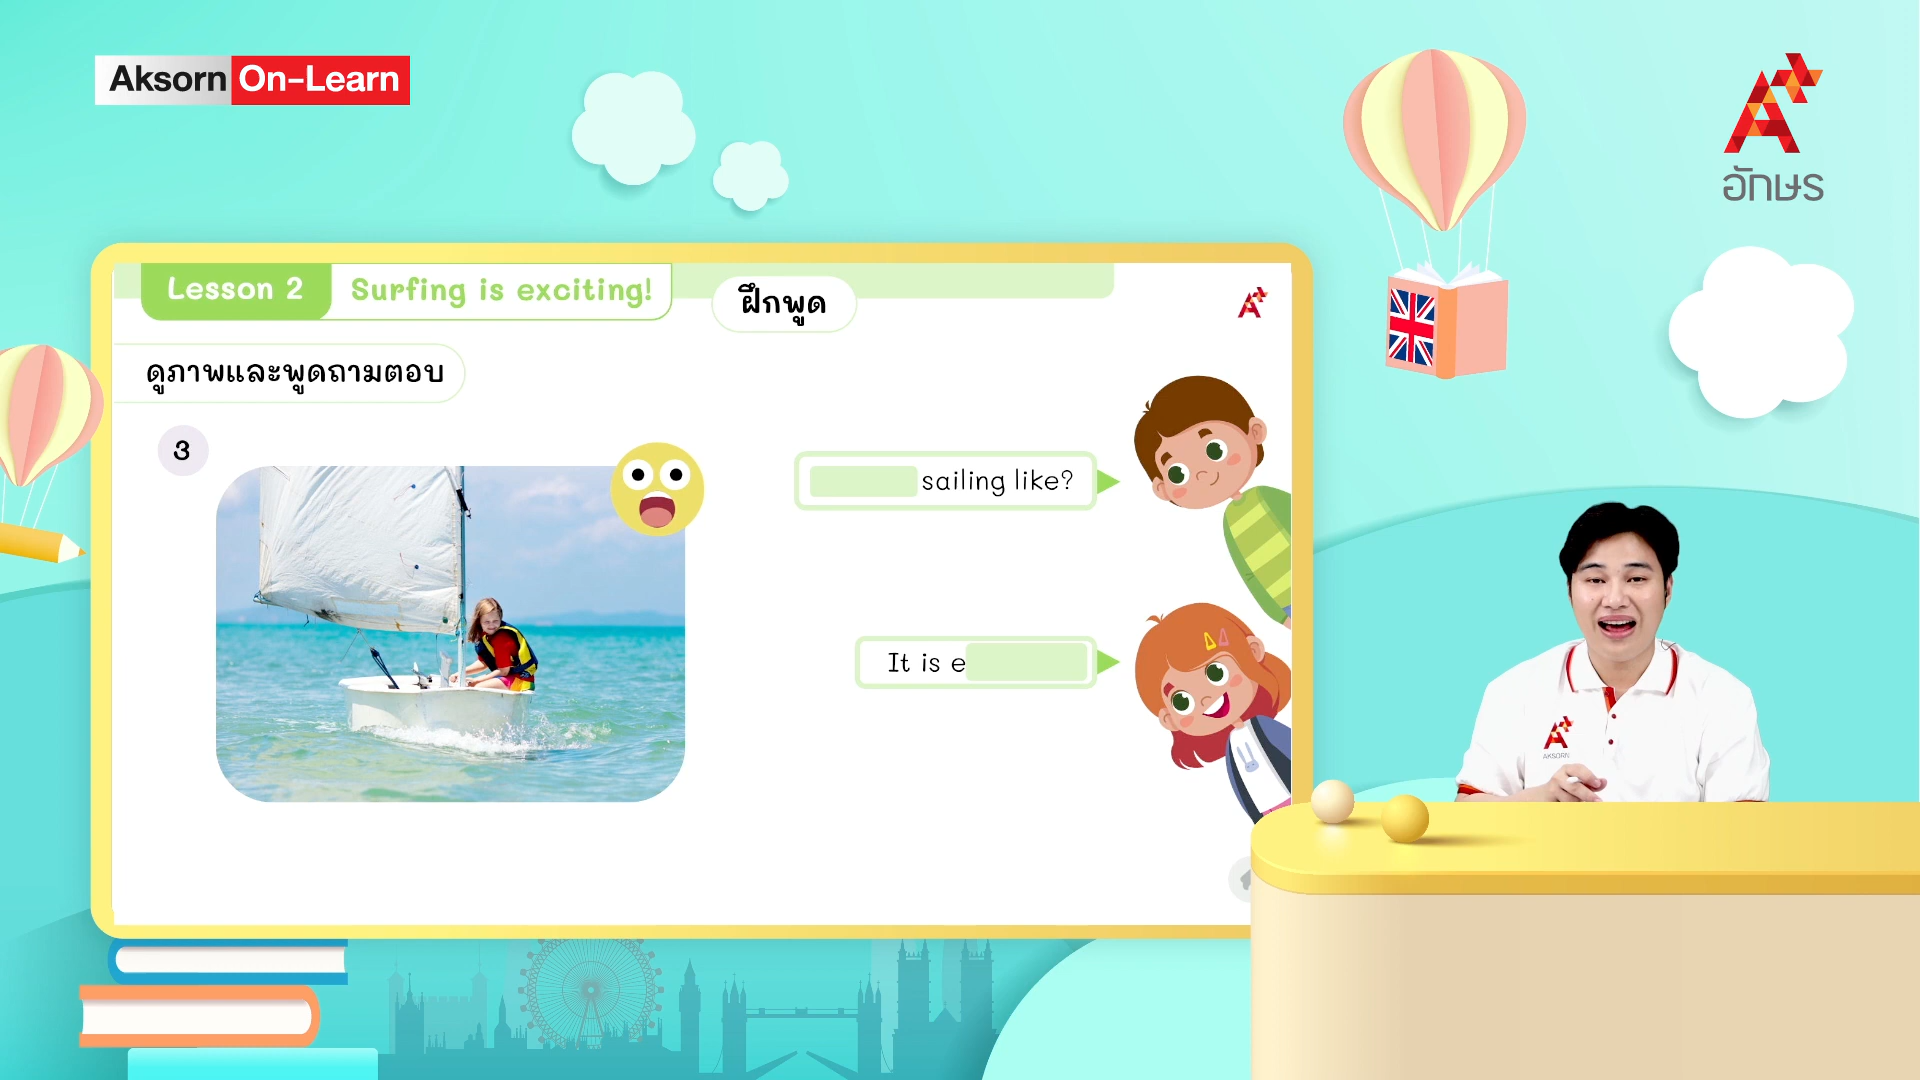 Aksorn On-Learn
อักษร
Lesson 2 Surfing is exciting!
ฝึกพูด
ดูภาพและพูดถามตอบ
3
sailing like?
It is e
AKSORN